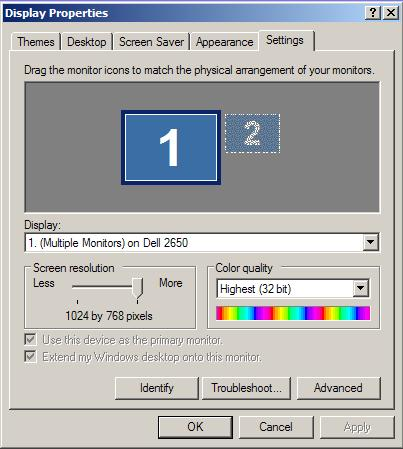 Display Properties
Themes Desktop Screen Saver Appearance Settings
Drag the monitor icons to match the physical arrangement of your monitors.
1 2
Display:
1. (Multiple Monitors) on Dell 2650
Screen resolution
Less More
1024 by 768 pixels
Color quality
Highest (32 bit)
Use this device as the primary monitor.
Extend my Windows desktop onto this monitor.
Identify Troubleshoot... Advanced
OK Cancel Apply